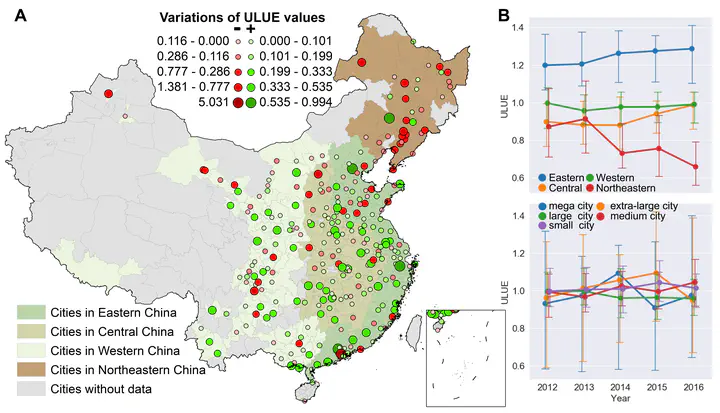 A
Variations of ULUE values
- +
0.116 - 0.000 0.000 - 0.101
0.286 - 0.116 0.101 - 0.199
0.777 - 0.286 0.199 - 0.333
1.381 - 0.777 0.333 - 0.535
5.031 0.535 - 0.994
Cities in Eastern China
Cities in Central China
Cities in Western China
Cities in Northeastern China
Cities without data
B
1.4
1.2
1.0
0.8
0.6
ULUE
Eastern Western
Central Northeastern
mega city extra-large city
large city medium city
small city
1.4
1.2
1.0
0.8
0.6
ULUE
2012 2013 2014 2015 2016
Year